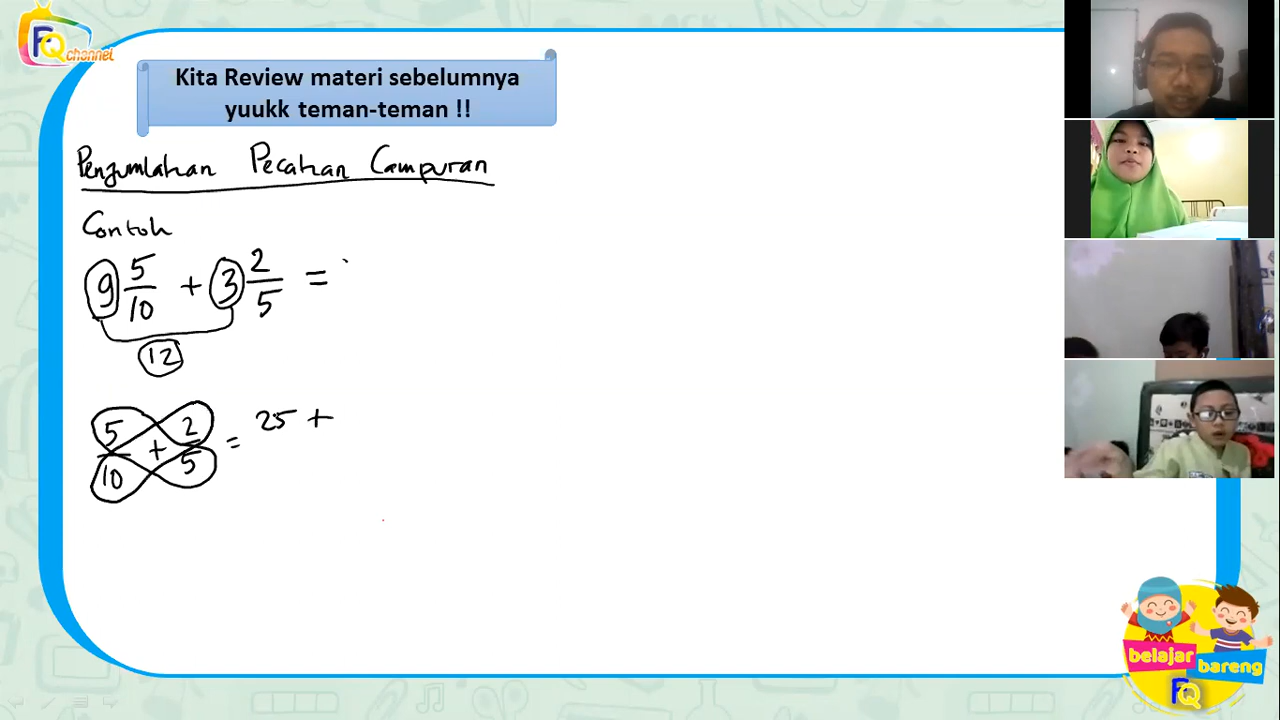 FQ channel
Kita Review materi sebelumnya
yuukk teman-teman !!
Penjumlahan Pecahan Campuran
Contoh
9 5/10 + 3 2/5 =
12
5/10 + 2/5 = 25 +
belajar
bareng
FQ